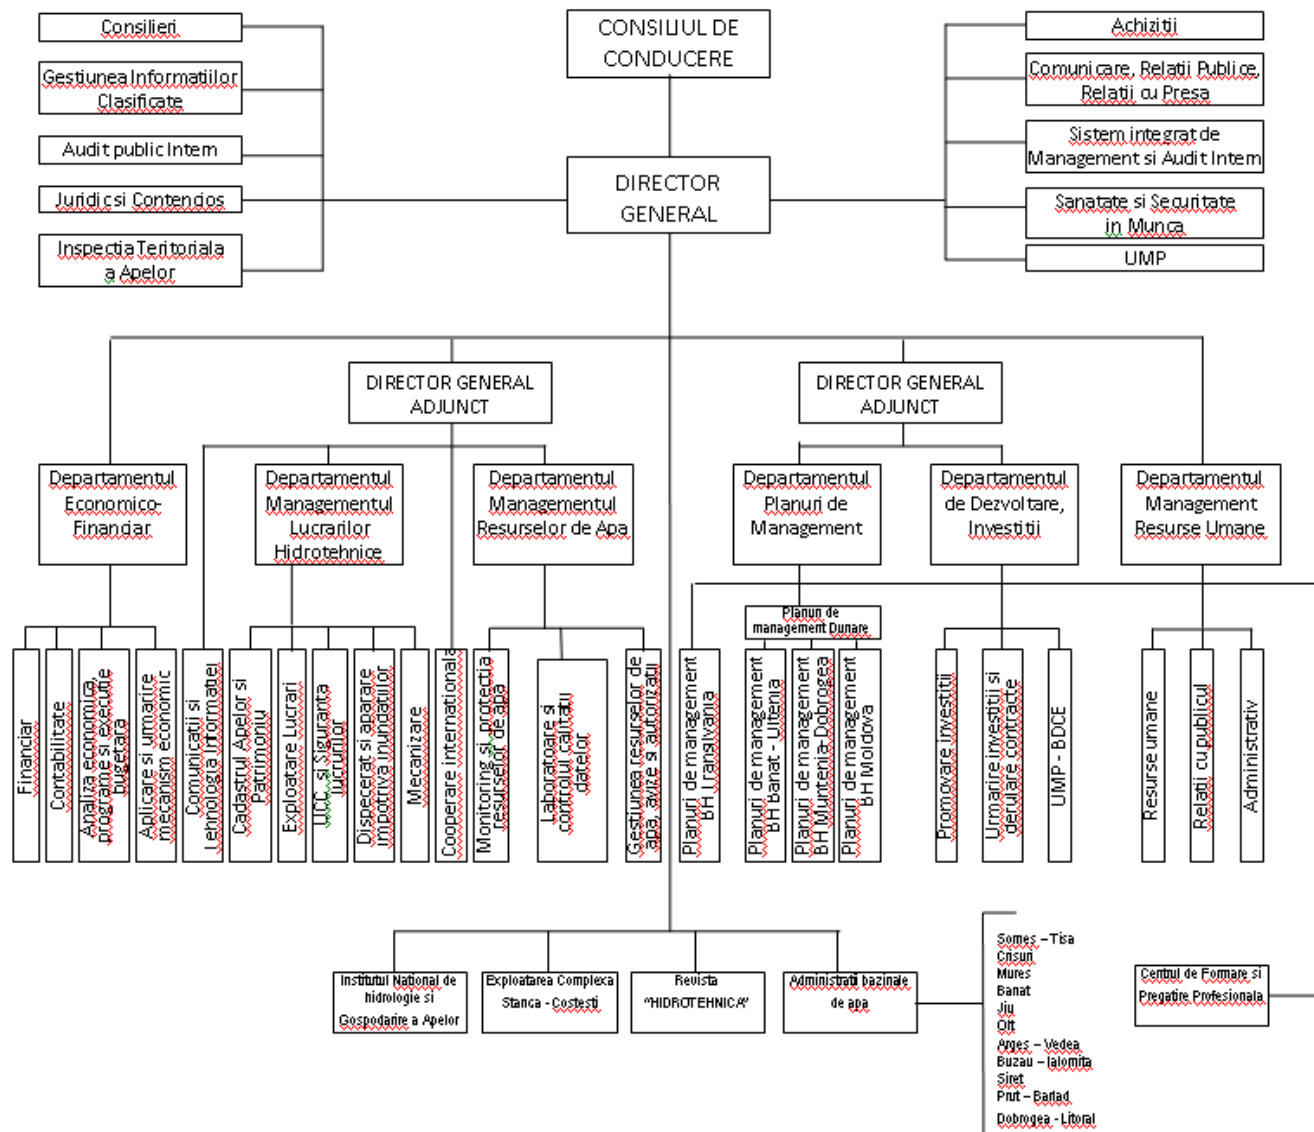 Consilieri
Gestiunea Informatiilor
Clasificate
Audit public Intern
Juridic si Contencios
Inspectia Teritoriala
a Apelor
CONSILIUL DE
CONDUCERE
DIRECTOR
GENERAL
Achizitii
Comunicare, Relatii Publice,
Relatii cu Presa
Sistem integrat de
Management si Audit Intern
Sanatate si Securitate
in Munca
UMP
DIRECTOR GENERAL
ADJUNCT
DIRECTOR GENERAL
ADJUNCT
Departamentul
Economico-
Financiar
Departamentul
Managementul
Lucrarilor
Hidrotehnice
Departamentul
Managementul
Resurselor de Apa
Departamentul
Planuri de
Management
Departamentul
de Dezvoltare,
Investitii
Departamentul
Management
Resurse Umane
Planuri de
management Dunare
Financiar
Contabilitate
Analiza economica,
programe si executie
bugetara
Aplicare si umarire
mecanism economic
Comunicatii si
Tehnologia Informatiei
Cadastrul Apelor si
Patrimoniu
Exploatare Lucrari
UCC si Siguranta
lucrurilor
Dispecerat si aparare
impotriva inundatiilor
Mecanizare
Cooperare internationala
Monitoring si protectia
resurselor de apa
Laboratoare si
controlul calitatii
datelor
Gestiunea resurselor de
apa, avize si autorizatii
Planuri de management
BH Transilvania
Planuri de management
BH Banat - Ultenia
Planuri de management
BH Muntenia-Dobrogea
Planuri de management
BH Moldova
Promovare investitii
Urmarire investitii si
derulare contracte
UMP - BDCE
Resurse umane
Relatii cu publicul
Administrativ
Institutul National de
hidrologie si
Gospodarire a Apelor
Exploatarea Complexa
Stanca - Costesti
Revista
“HIDROTEHNICA”
Administratii bazinale
de apa
Somes – Tisa
Crisuri
Mures
Banat
Jiu
Olt
Arges – Vedea
Buzau – Ialomita
Siret
Prut – Barlad
Dobrogea - Litoral
Centrul de Formare si
Pregatire Profesionala